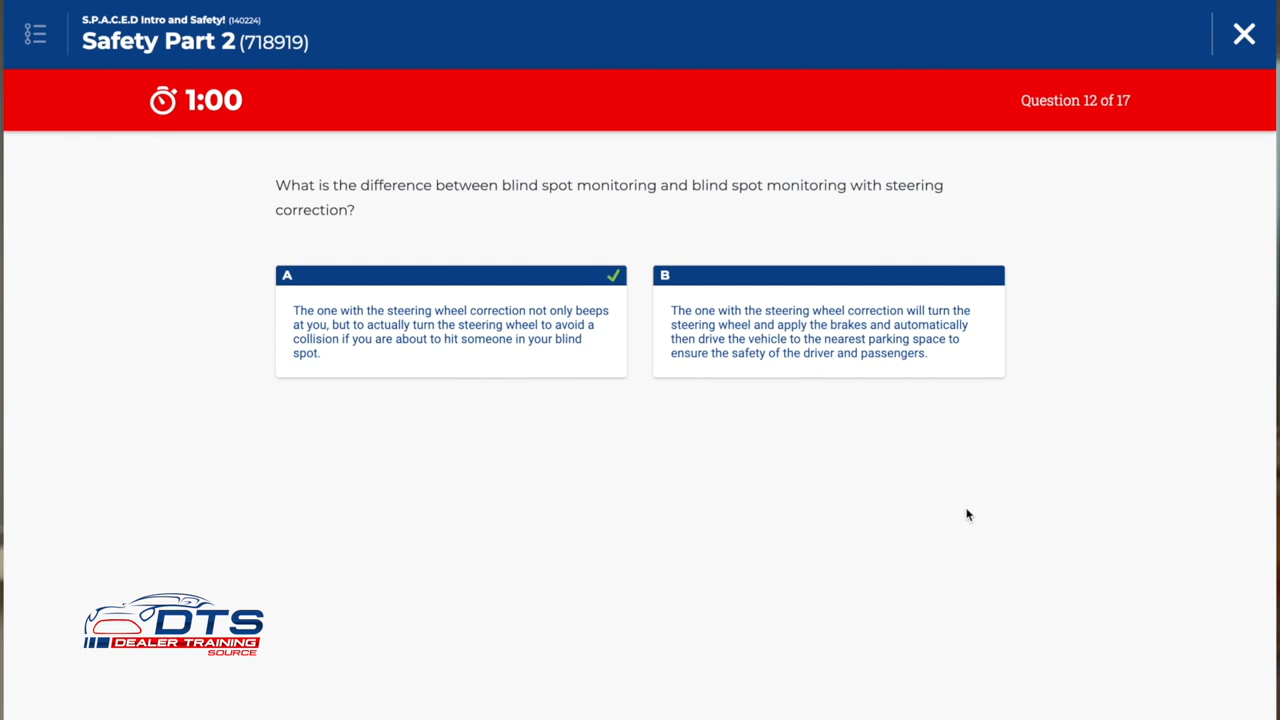 S.P.A.C.E.D Intro and Safety! (140224)
Safety Part 2 (718919)
1:00
Question 12 of 17
What is the difference between blind spot monitoring and blind spot monitoring with steering
correction?
A
The one with the steering wheel correction not only beeps
at you, but to actually turn the steering wheel to avoid a
collision if you are about to hit someone in your blind
spot.
B
The one with the steering wheel correction will turn the
steering wheel and apply the brakes and automatically
then drive the vehicle to the nearest parking space to
ensure the safety of the driver and passengers.
DTS
DEALER TRAINING
SOURCE